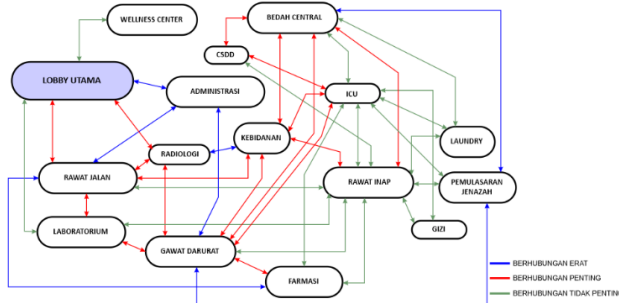 WELLNESS CENTER
BEDAH CENTRAL
CSDD
LOBBY UTAMA
ADMINISTRASI
ICU
KEBIDANAN
LAUNDRY
RADIOLOGI
RAWAT JALAN
RAWAT INAP
PEMULASARAN
JENAZAH
LABORATORIUM
GIZI
GAWAT DARURAT
FARMASI
BERHUBUNGAN ERAT
BERHUBUNGAN PENTING
BERHUBUNGAN TIDAK PENTING